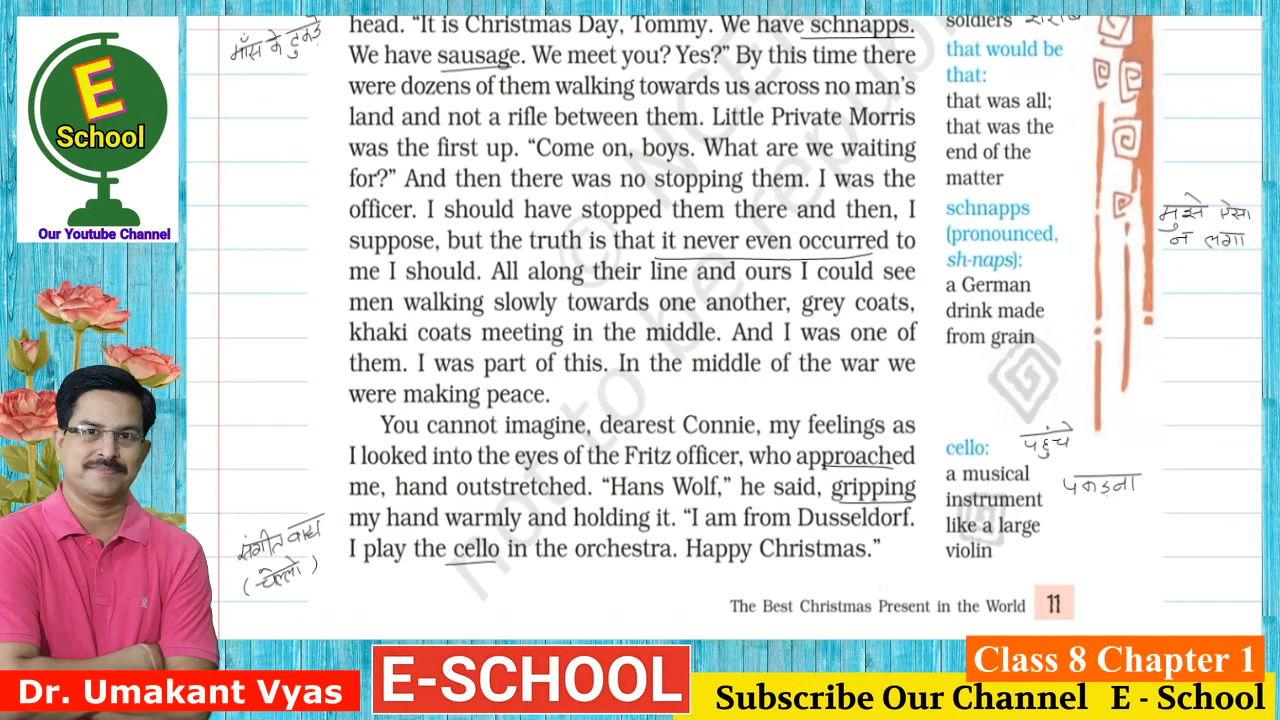 head. “It is Christmas Day, Tommy. We have schnapps.
We have sausage. We meet you? Yes?” By this time there
were dozens of them walking towards us across no man’s
land and not a rifle between them. Little Private Morris
was the first up. “Come on, boys. What are we waiting
for?” And then there was no stopping them. I was the
officer. I should have stopped them there and then, I
suppose, but the truth is that it never even occurred to
me I should. All along their line and ours I could see
men walking slowly towards one another, grey coats,
khaki coats meeting in the middle. And I was one of
them. I was part of this. In the middle of the war we
were making peace.
You cannot imagine, dearest Connie, my feelings as
I looked into the eyes of the Fritz officer, who approached
me, hand outstretched. “Hans Wolf,” he said, gripping
my hand warmly and holding it. “I am from Dusseldorf.
I play the cello in the orchestra. Happy Christmas.”
The Best Christmas Present in the World 11
soldiers शराब
that would be
that:
that was all;
that was the
end of the
matter
schnapps
(pronounced,
sh-naps):
a German
drink made
from grain
cello:
a musical
instrument
like a large
violin
माँस के टुकड़े
मुझे ऐसा
न लगा
पहुंचे
पकड़ना
संगीत वाद्य
(चेल्लो)
not to be republ
© NCE
E
School
Our Youtube Channel
Dr. Umakant Vyas
E-SCHOOL
Class 8 Chapter 1
Subscribe Our Channel E - School